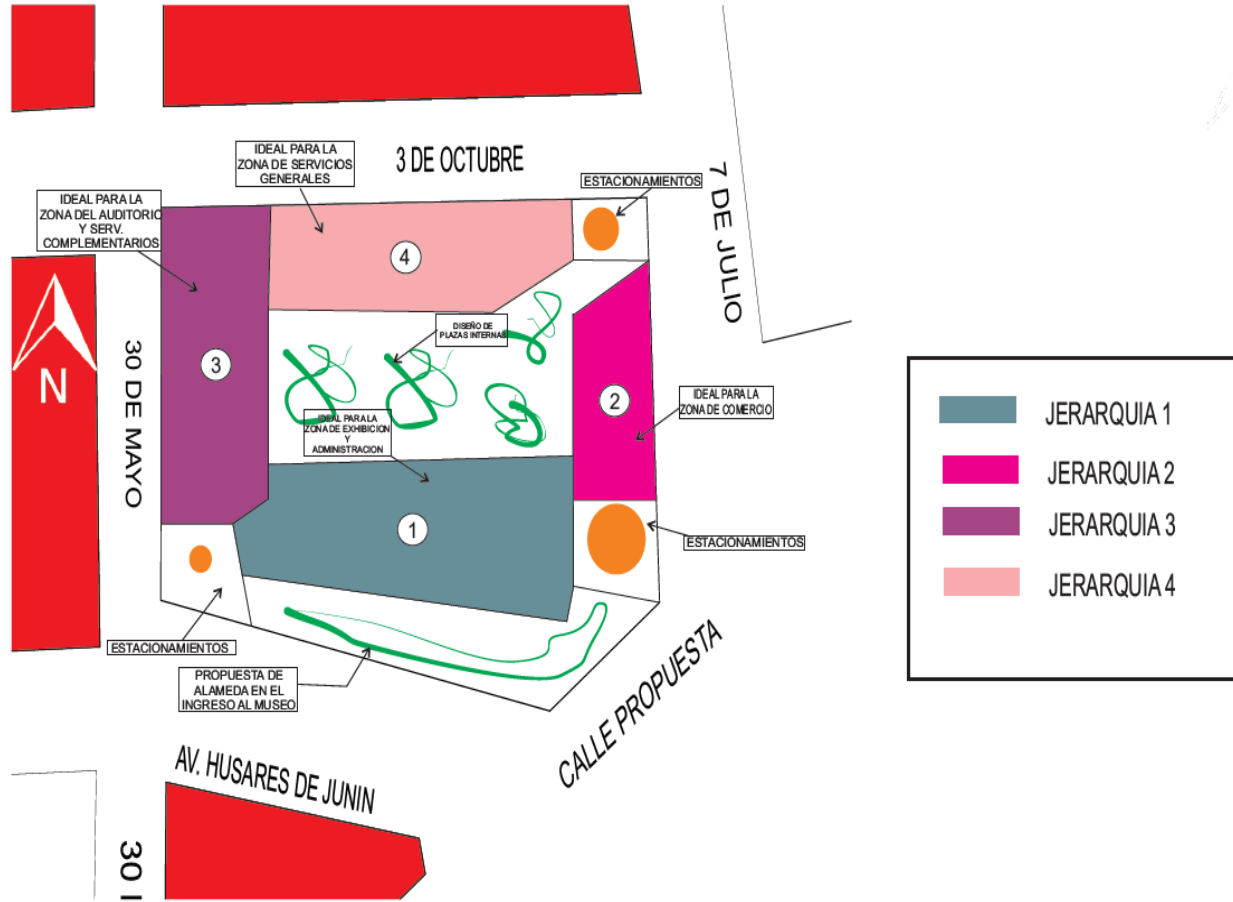 IDEAL PARA LA
ZONA DE SERVICIOS
GENERALES
3 DE OCTUBRE
ESTACIONAMIENTOS
7 DE JULIO
IDEAL PARA LA
ZONA DEL AUDITORIO
Y SERV.
COMPLEMENTARIOS
4
N
30 DE MAYO
3
DISEÑO DE
PLAZAS INTERNAS
2
IDEAL PARA LA
ZONA DE COMERCIO
IDEAL PARA LA
ZONA DE EXHIBICION
Y
ADMINISTRACION
1
ESTACIONAMIENTOS
ESTACIONAMIENTOS
PROPUESTA DE
ALAMEDA EN EL
INGRESO AL MUSEO
CALLE PROPUESTA
AV. HUSARES DE JUNIN
30
JERARQUIA 1
JERARQUIA 2
JERARQUIA 3
JERARQUIA 4